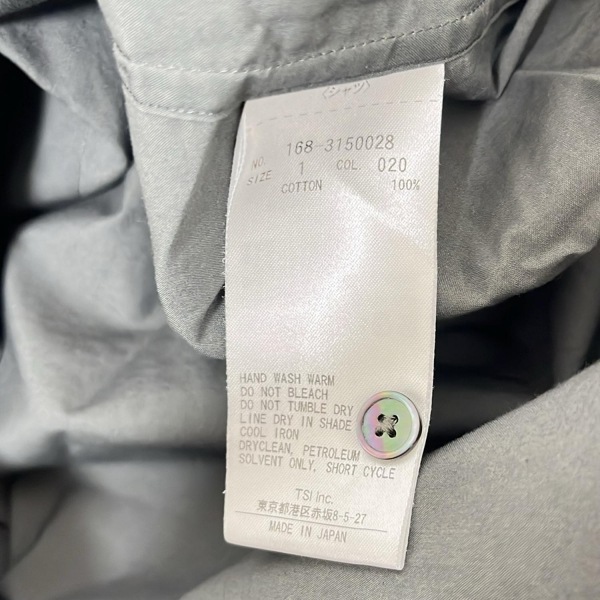 〈シャツ〉
NO. 168-3150028
SIZE 1 COL. 020
COTTON 100%
HAND WASH WARM
DO NOT BLEACH
DO NOT TUMBLE DRY
LINE DRY IN SHADE
COOL IRON
DRYCLEAN, PETROLEUM
SOLVENT ONLY, SHORT CYCLE
TSI Inc.
東京都港区赤坂8-5-27
MADE IN JAPAN